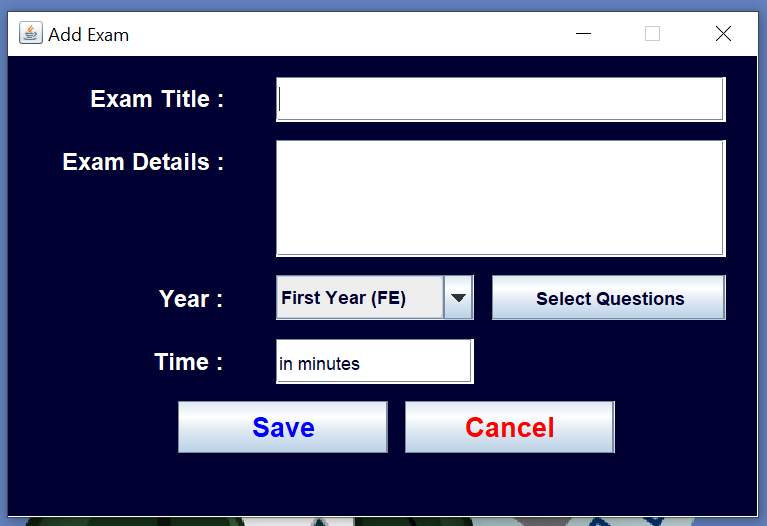 Add Exam
Exam Title :
Exam Details :
Year : First Year (FE) Select Questions
Time : in minutes
Save Cancel